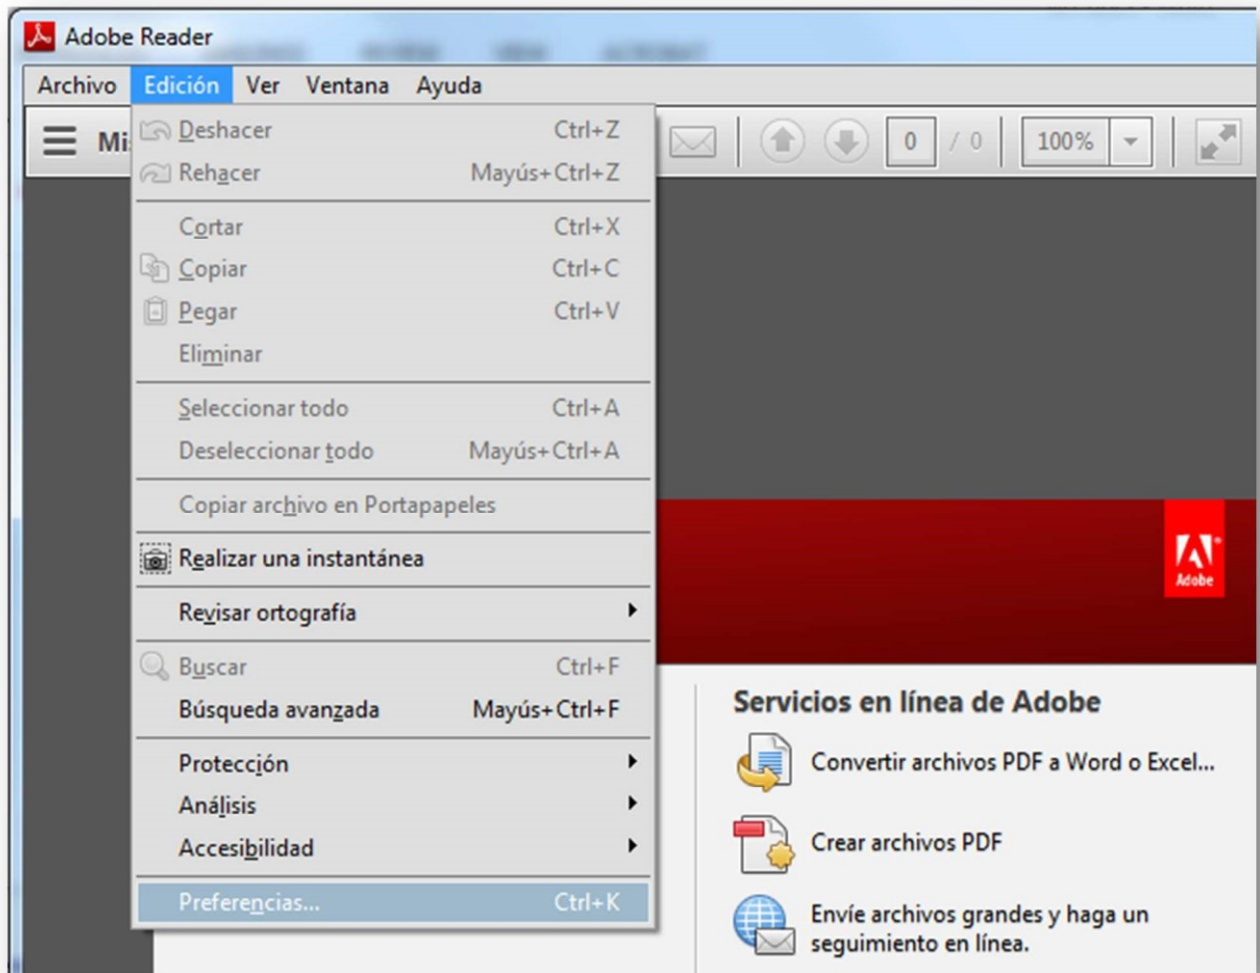 Adobe Reader
Archivo Edición Ver Ventana Ayuda
Deshacer Ctrl+Z
0 / 0 100%
Rehacer Mayús+Ctrl+Z
Cortar Ctrl+X
Copiar Ctrl+C
Pegar Ctrl+V
Eliminar
Seleccionar todo Ctrl+A
Deseleccionar todo Mayús+Ctrl+A
Copiar archivo en Portapapeles
Realizar una instantánea
Adobe
Revisar ortografía
Buscar Ctrl+F
Búsqueda avanzada Mayús+Ctrl+F
Protección
Análisis
Accesibilidad
Preferencias... Ctrl+K
Servicios en línea de Adobe
Convertir archivos PDF a Word o Excel...
Crear archivos PDF
Envíe archivos grandes y haga un
seguimiento en línea.